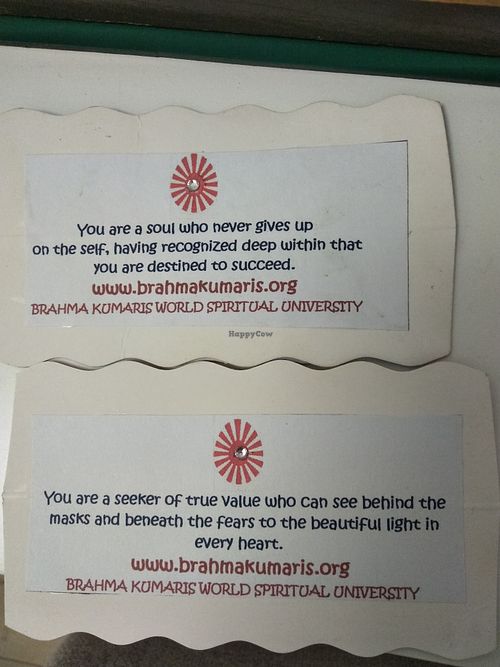 You are a soul who never gives up
on the self, having recognized deep within that
you are destined to succeed.
www.brahmakumaris.org
BRAHMA KUMARIS WORLD SPIRITUAL UNIVERSITY
HappyCow
You are a seeker of true value who can see behind the
masks and beneath the fears to the beautiful light in
every heart.
www.brahmakumaris.org
BRAHMA KUMARIS WORLD SPIRITUAL UNIVERSITY